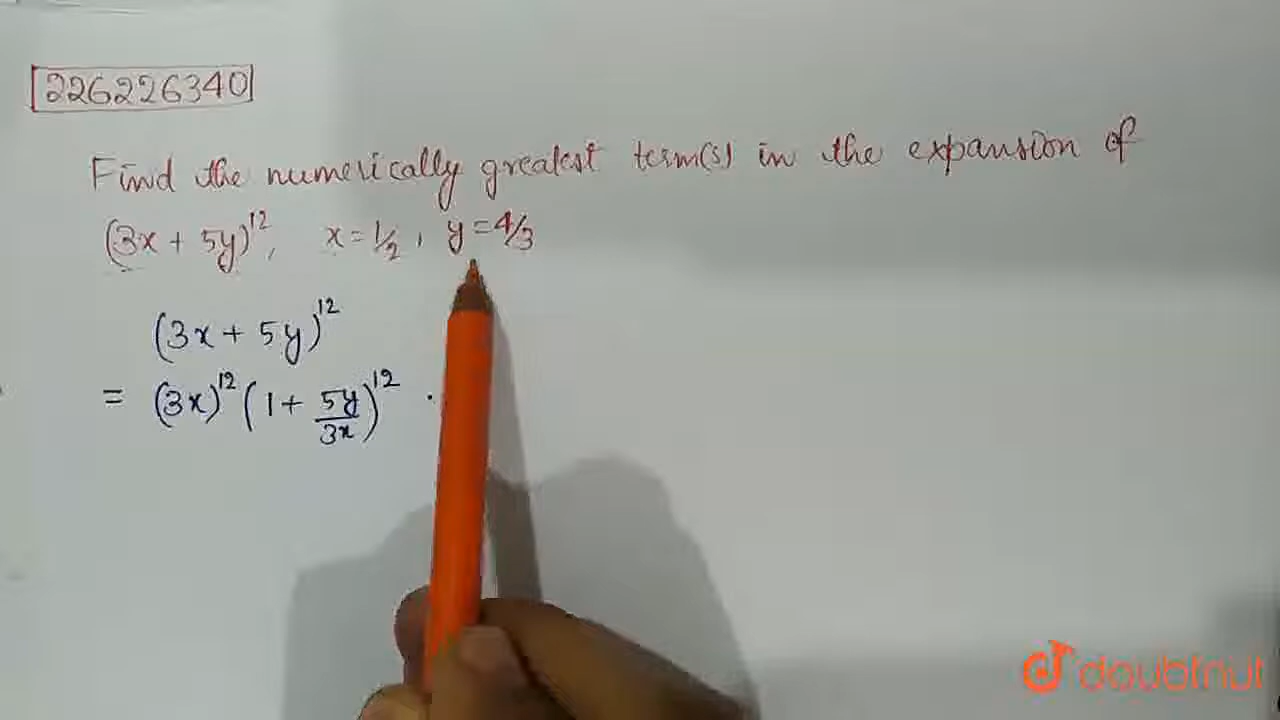 226226340
Find the numerically greatest term(s) in the expansion of
(3x + 5y)^12, x = 1/2, y = 4/3
(3x + 5y)^12
= (3x)^12 (1 + 5y/3x)^12 .
doubtnut